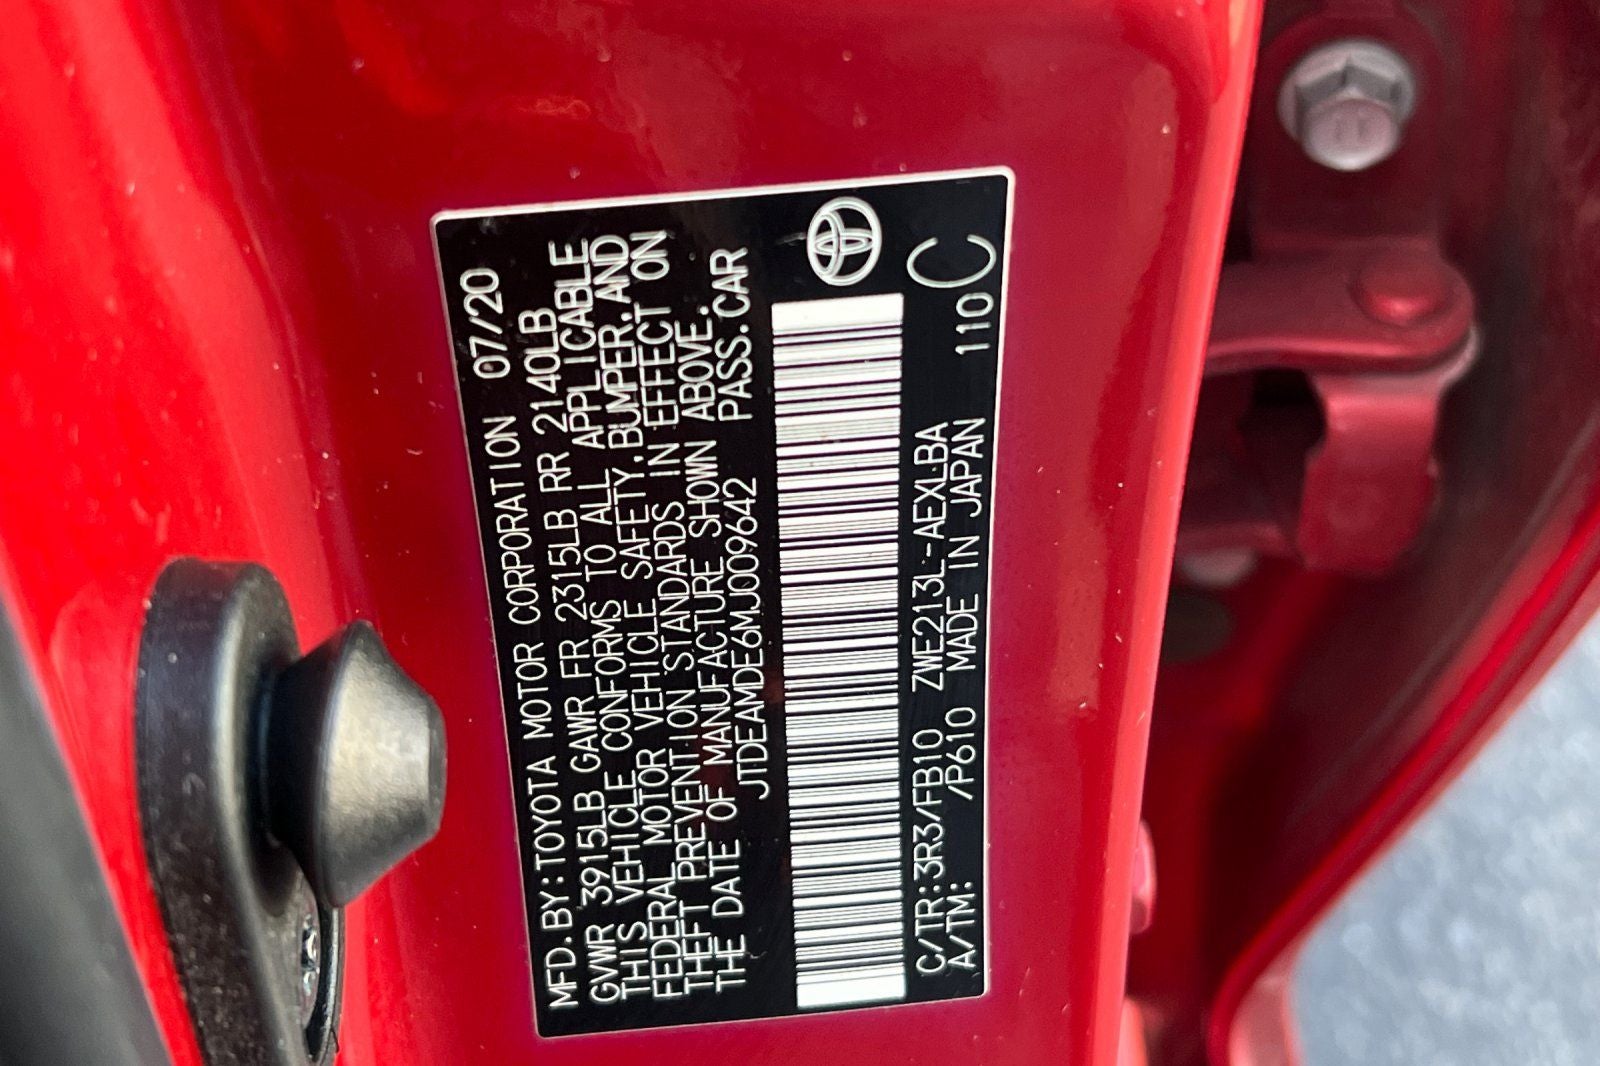 MFD.BY:TOYOTA MOTOR CORPORATION 07/20
GVWR 3915LB GAWR FR 2315LB RR 2140LB
THIS VEHICLE CONFORMS TO ALL APPLICABLE
FEDERAL MOTOR VEHICLE SAFETY,BUMPER,AND
THEFT PREVENTION STANDARDS IN EFFECT ON
THE DATE OF MANUFACTURE SHOWN ABOVE.
JTDEAMDE6MJ009642 PASS.CAR
C/TR:3R3/FB10 ZWE213L-AEXLBA
A/TM: /P610 MADE IN JAPAN 110 C